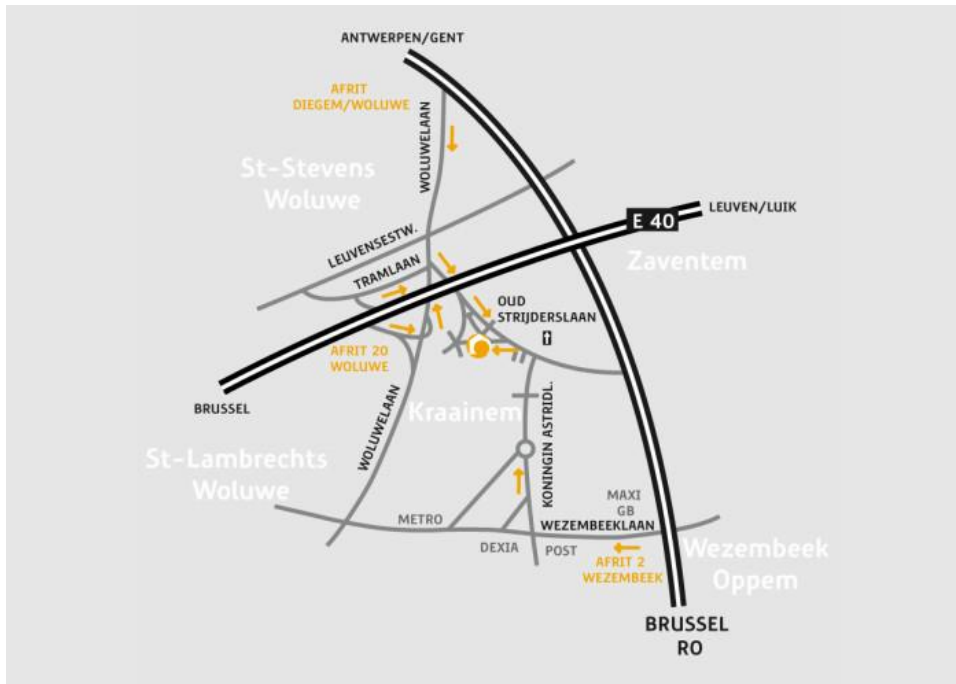 ANTWERPEN/GENT
AFRIT
DIEGEM/WOLUWE
WOLUWELAAN
St-Stevens
Woluwe
LEUVENSESTW.
TRAMLAAN
E 40
LEUVEN/LUIK
Zaventem
OUD
STRIJDERSLAAN
AFRIT 20
WOLUWE
BRUSSEL
Kraainem
KONINGIN ASTRIDL.
WOLUWELAAN
St-Lambrechts
Woluwe
METRO
DEXIA
POST
MAXI
GB
WEZEMBEEKLAAN
AFRIT 2
WEZEMBEEK
Wezembeek
Oppem
BRUSSEL
RO